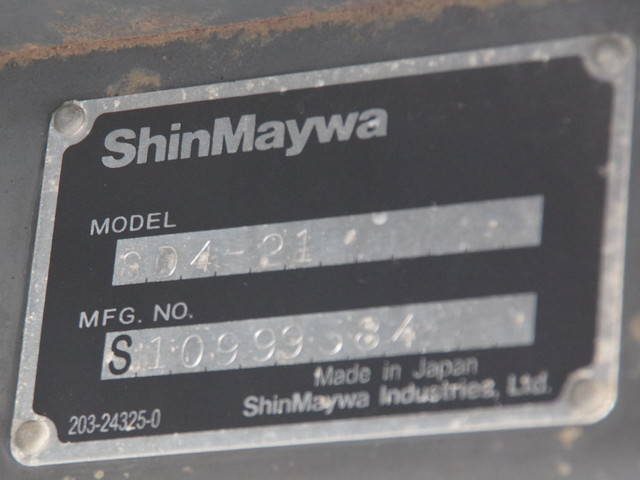 ShinMaywa
MODEL
MFG. NO.
Made in Japan
ShinMaywa Industries, Ltd.
203-24325-0